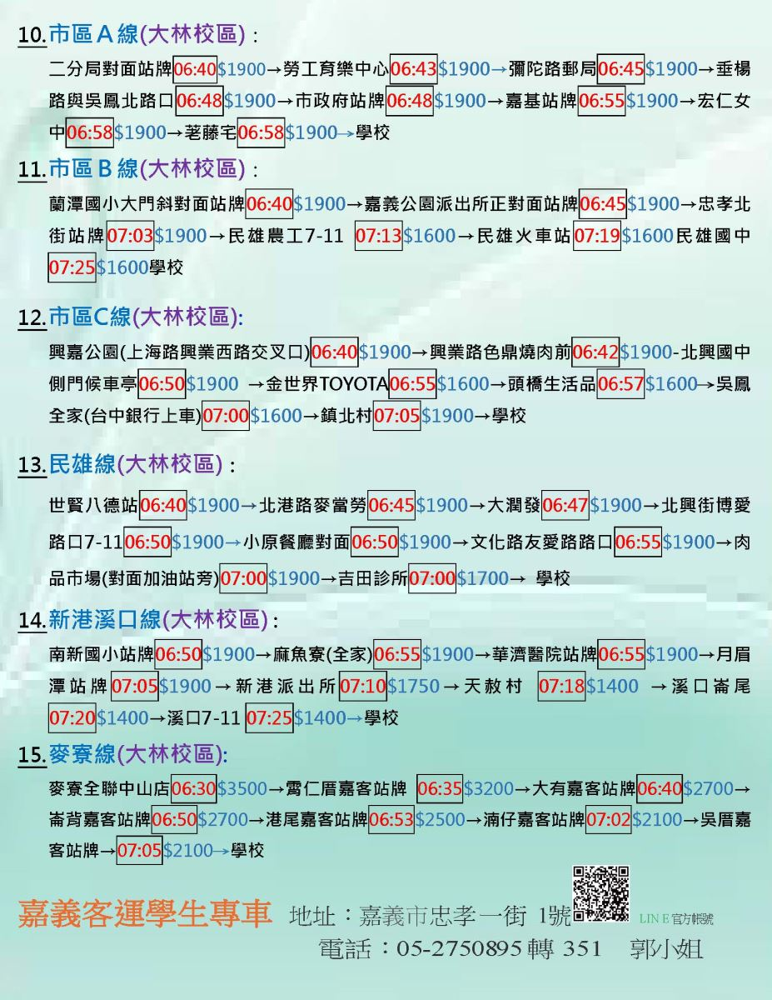 10.市區A線(大林校區)：
二分局對面站牌06:40$1900→勞工育樂中心06:43$1900→彌陀路郵局06:45$1900→垂楊
路與吳鳳北路口06:48$1900→市政府站牌06:48$1900→嘉基站牌06:55$1900→宏仁女
中06:58$1900→荖藤宅06:58$1900→學校
11.市區B線(大林校區)：
蘭潭國小大門斜對面站牌06:40$1900→嘉義公園派出所正對面站牌06:45$1900→忠孝北
街站牌07:03$1900→民雄農工7-11 07:13$1600→民雄火車站07:19$1600民雄國中
07:25$1600學校
12.市區C線(大林校區):
興嘉公園(上海路興業西路交叉口)06:40$1900→興業路色鼎燒肉前06:42$1900-北興國中
側門候車亭06:50$1900 →金世界TOYOTA06:55$1600→頭橋生活品06:57$1600→吳鳳
全家(台中銀行上車)07:00$1600→鎮北村07:05$1900→學校
13.民雄線(大林校區)：
世賢八德站06:40$1900→北港路麥當勞06:45$1900→大潤發06:47$1900→北興街博愛
路口7-1106:50$1900→小原餐廳對面06:50$1900→文化路友愛路路口06:55$1900→肉
品市場(對面加油站旁)07:00$1900→吉田診所07:00$1700→ 學校
14.新港溪口線(大林校區)：
南新國小站牌06:50$1900→麻魚寮(全家)06:55$1900→華濟醫院站牌06:55$1900→月眉
潭站牌07:05$1900→新港派出所07:10$1750→天赦村 07:18$1400 →溪口崙尾
07:20$1400→溪口7-11 07:25$1400→學校
15.麥寮線(大林校區):
麥寮全聯中山店06:30$3500→霄仁厝嘉客站牌 06:35$3200→大有嘉客站牌06:40$2700→
崙背嘉客站牌06:50$2700→港尾嘉客站牌06:53$2500→湳仔嘉客站牌07:02$2100→吳厝嘉
客站牌→07:05$2100→學校
嘉義客運學生專車 地址：嘉義市忠孝一街 1號 LINE官方帳號
電話：05-2750895轉 351 郭小姐